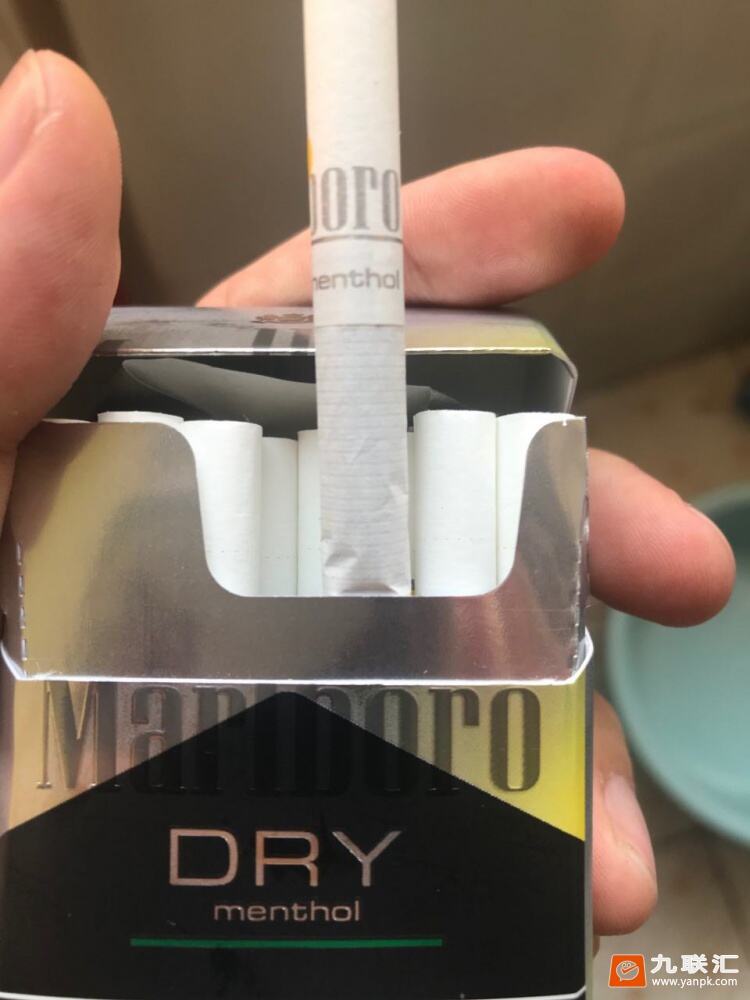 boro
menthol
Marlboro
DRY
menthol
九联汇
www.yanpk.com